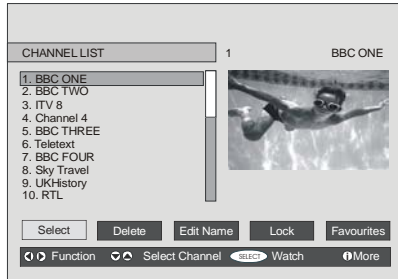 CHANNEL LIST
1 BBC ONE
1. BBC ONE
2. BBC TWO
3. ITV 8
4. Channel 4
5. BBC THREE
6. Teletext
7. BBC FOUR
8. Sky Travel
9. UKHistory
10. RTL
Select Delete Edit Name Lock Favourites
Function Select Channel SELECT Watch iMore